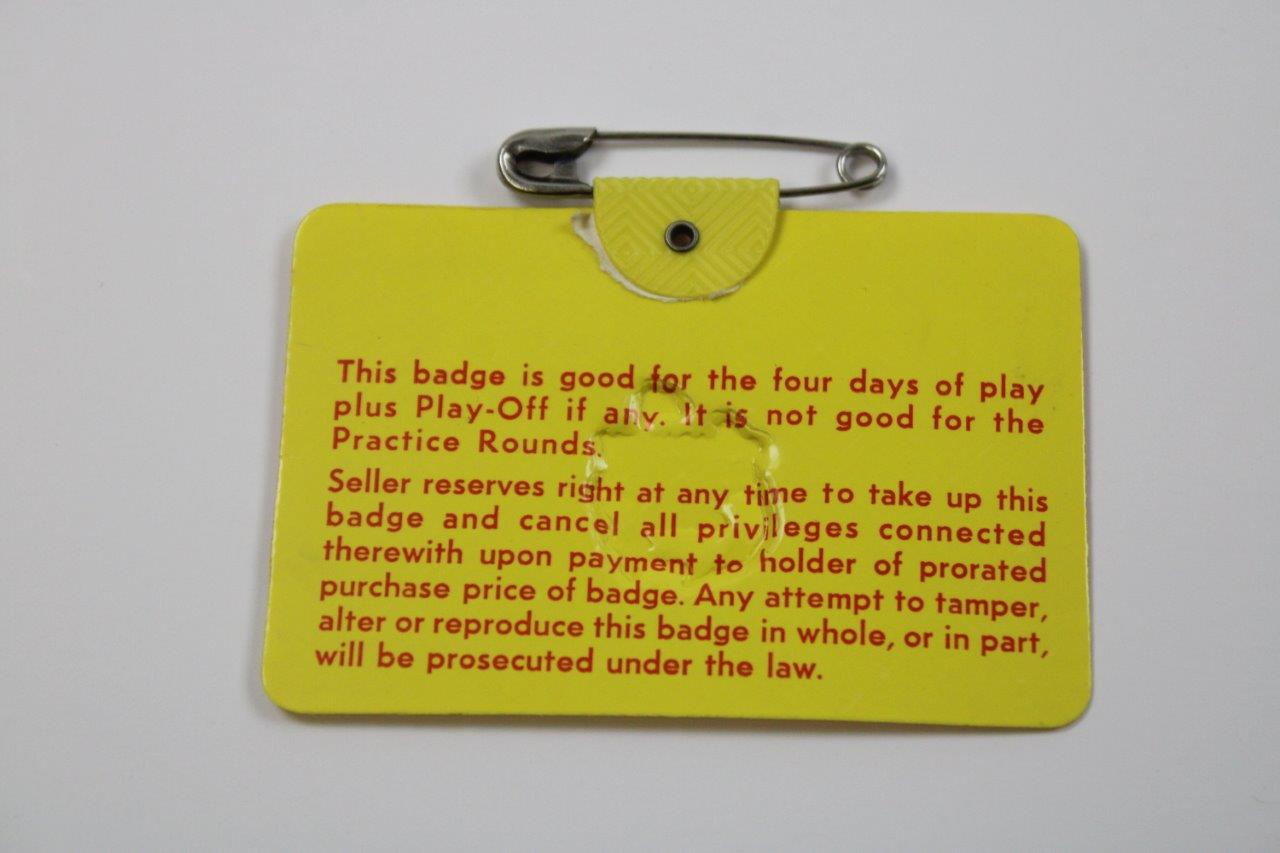 This badge is good for the four days of play
plus Play-Off if any. It is not good for the
Practice Rounds.
Seller reserves right at any time to take up this
badge and cancel all privileges connected
therewith upon payment to holder of prorated
purchase price of badge. Any attempt to tamper,
alter or reproduce this badge in whole, or in part,
will be prosecuted under the law.